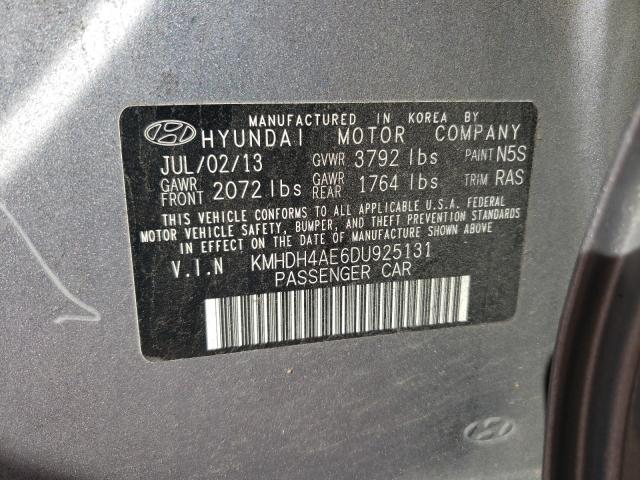 MANUFACTURED IN KOREA BY
HYUNDAI MOTOR COMPANY
JUL/02/13 GVWR 3792 lbs PAINT N5S
GAWR FRONT 2072 lbs GAWR REAR 1764 lbs TRIM RAS
THIS VEHICLE CONFORMS TO ALL APPLICABLE U.S.A. FEDERAL
MOTOR VEHICLE SAFETY, BUMPER, AND THEFT PREVENTION STANDARDS
IN EFFECT ON THE DATE OF MANUFACTURE SHOWN ABOVE.
V.I.N KMHDH4AE6DU925131
PASSENGER CAR